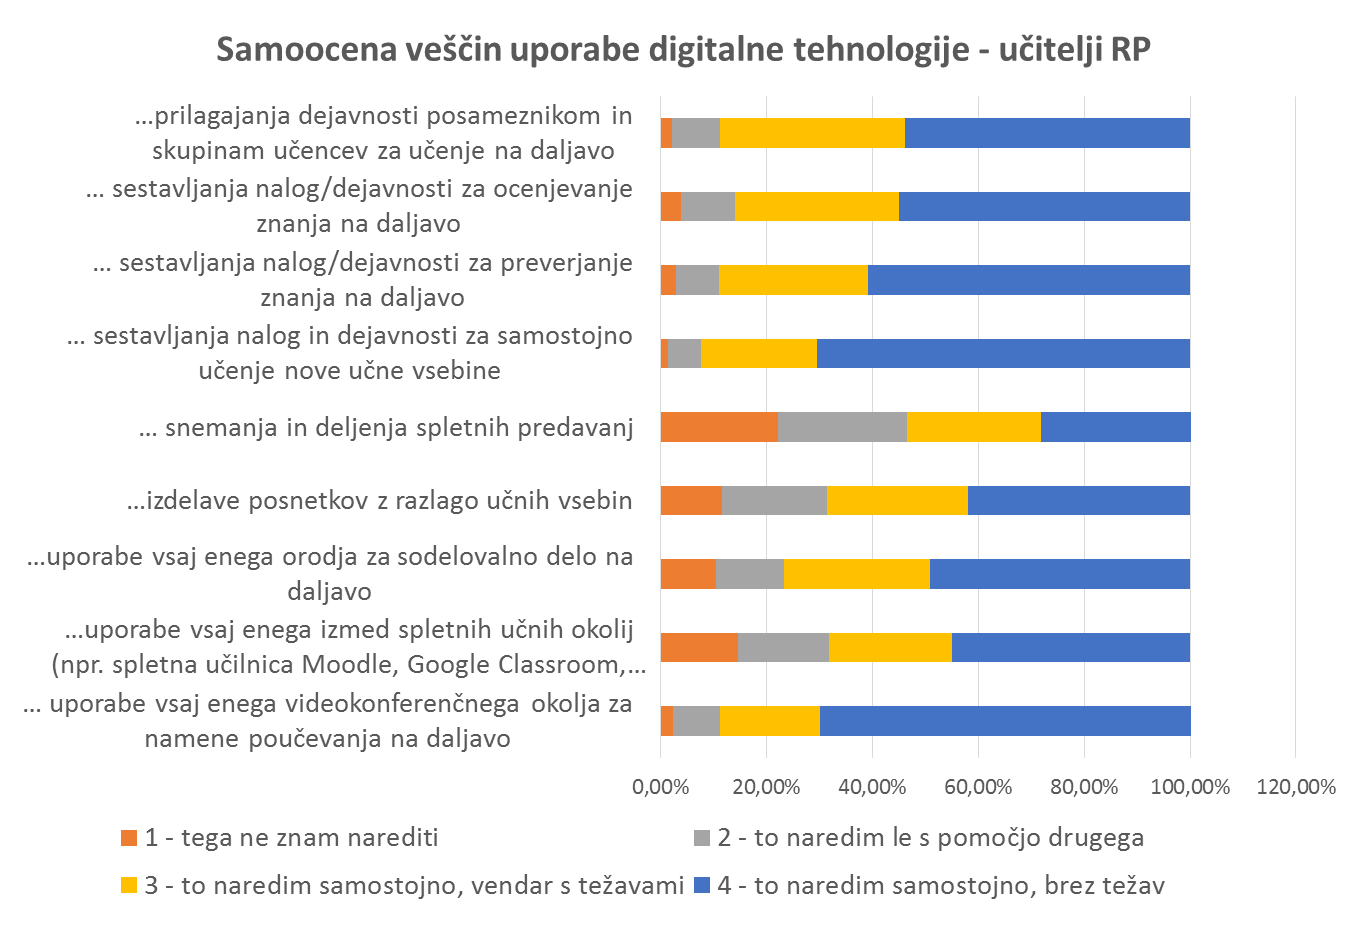 Samoocena veščin uporabe digitalne tehnologije - učitelji RP
...prilagajanja dejavnosti posameznikom in
skupinam učencev za učenje na daljavo
... sestavljanja nalog/dejavnosti za ocenjevanje
znanja na daljavo
... sestavljanja nalog/dejavnosti za preverjanje
znanja na daljavo
... sestavljanja nalog in dejavnosti za samostojno
učenje nove učne vsebine
... snemanja in deljenja spletnih predavanj
...izdelave posnetkov z razlago učnih vsebin
...uporabe vsaj enega orodja za sodelovalno delo na
daljavo
...uporabe vsaj enega izmed spletnih učnih okolij
(npr. spletna učilnica Moodle, Google Classroom,...
... uporabe vsaj enega videokonferenčnega okolja za
namene poučevanja na daljavo
0,00% 20,00% 40,00% 60,00% 80,00% 100,00% 120,00%
1 - tega ne znam narediti 2 - to naredim le s pomočjo drugega
3 - to naredim samostojno, vendar s težavami 4 - to naredim samostojno, brez težav